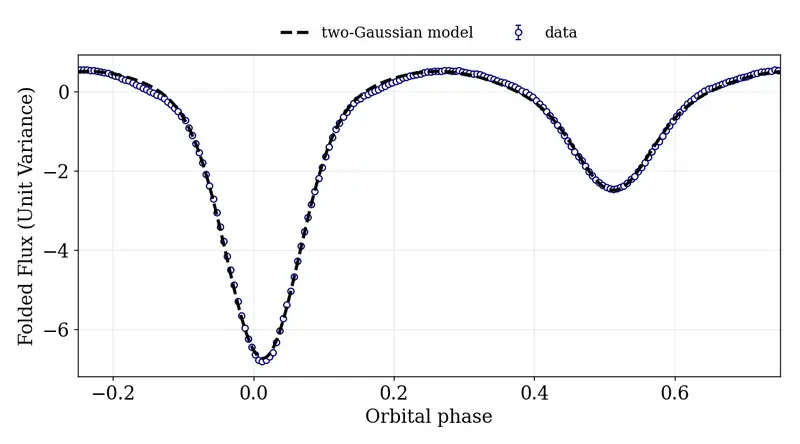 two-Gaussian model
data
Folded Flux (Unit Variance)
0
−2
−4
−6
−0.2
0.0
0.2
0.4
0.6
Orbital phase